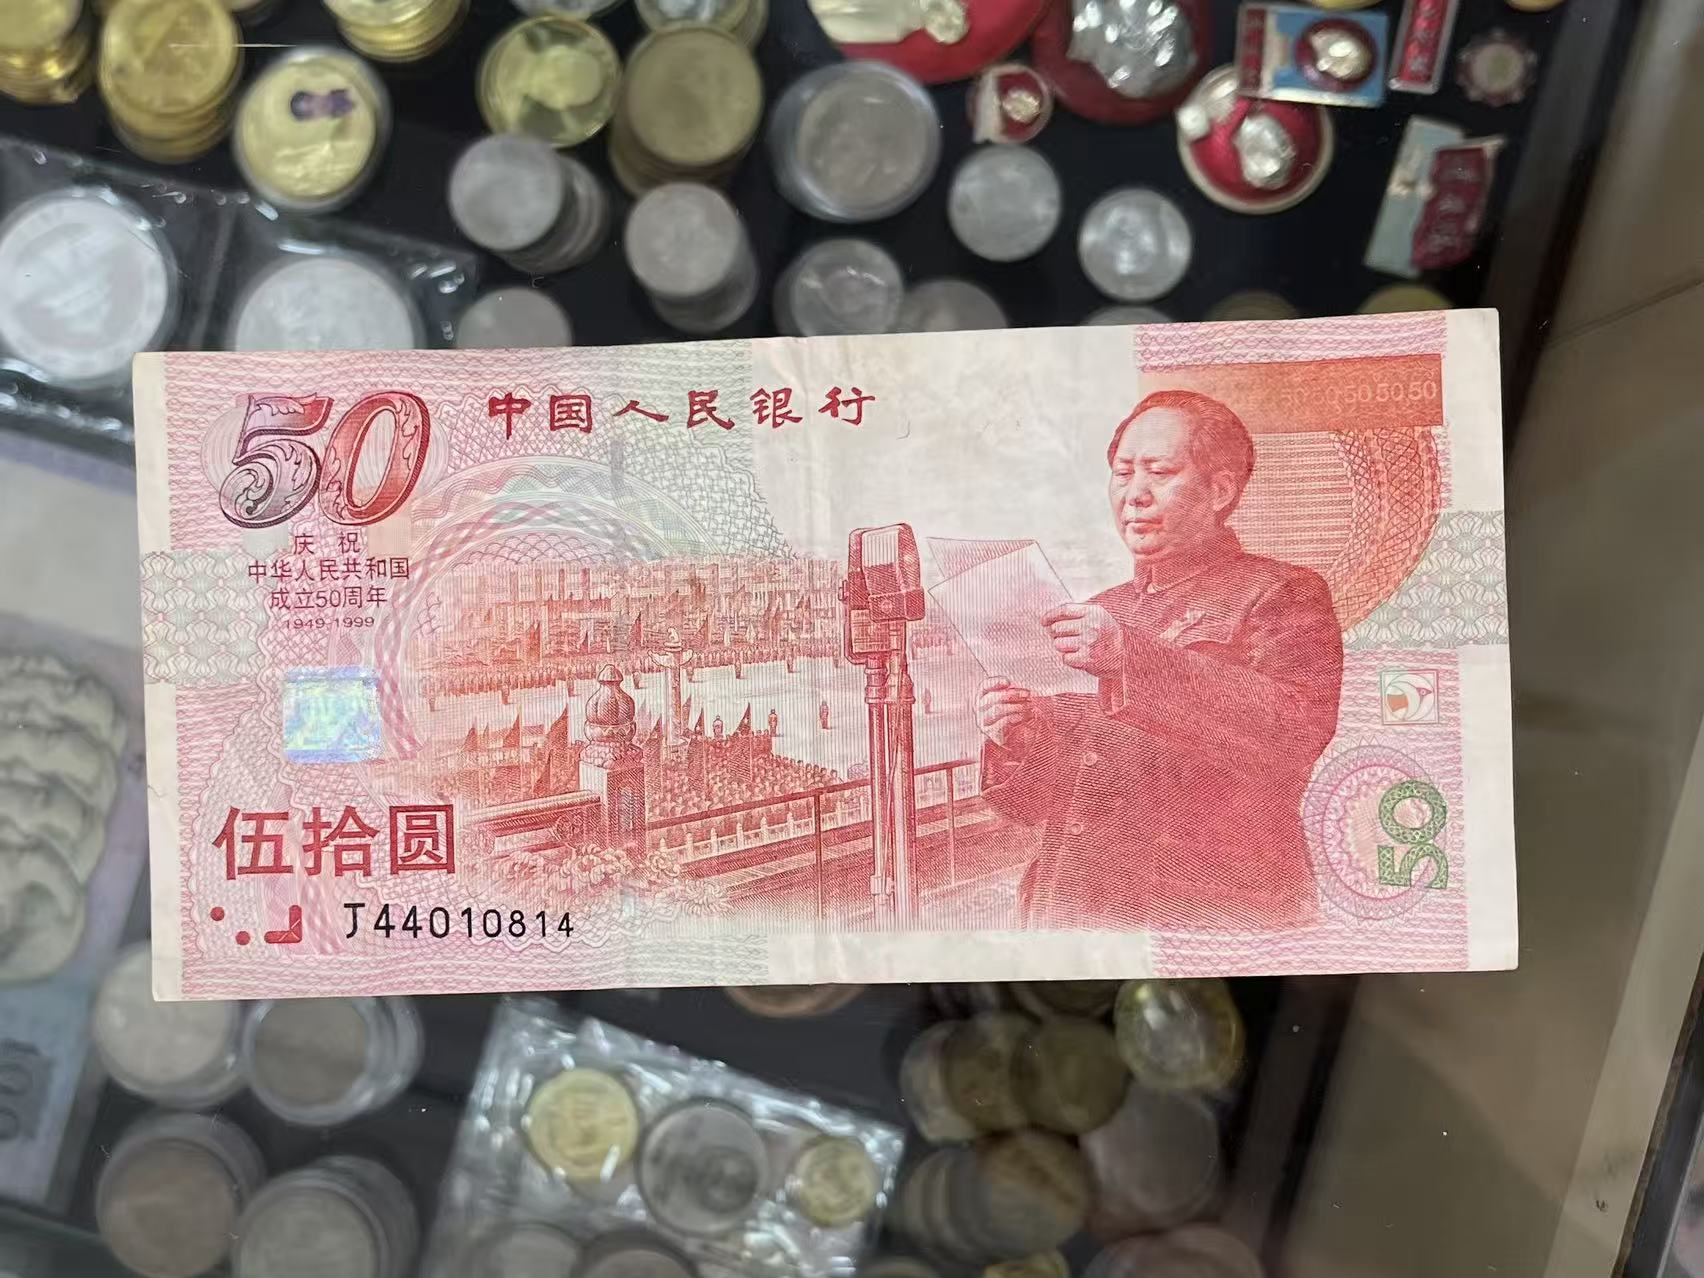 50 中国人民银行
50505050
庆 祝
中华人民共和国
成立50周年
1949-1999
伍拾圆
50
J44010814